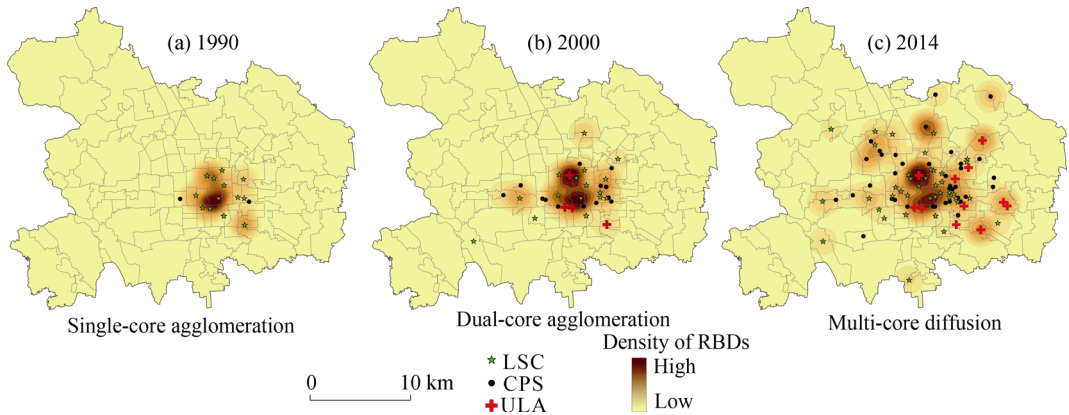 (a) 1990
(b) 2000
(c) 2014
Single-core agglomeration
Dual-core agglomeration
Multi-core diffusion
Density of RBDs
LSC
CPS
ULA
High
Low
0
10 km